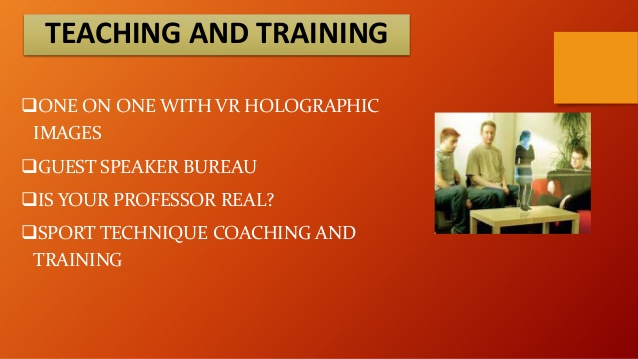 TEACHING AND TRAINING
❑ONE ON ONE WITH VR HOLOGRAPHIC
IMAGES
❑GUEST SPEAKER BUREAU
❑IS YOUR PROFESSOR REAL?
❑SPORT TECHNIQUE COACHING AND
TRAINING